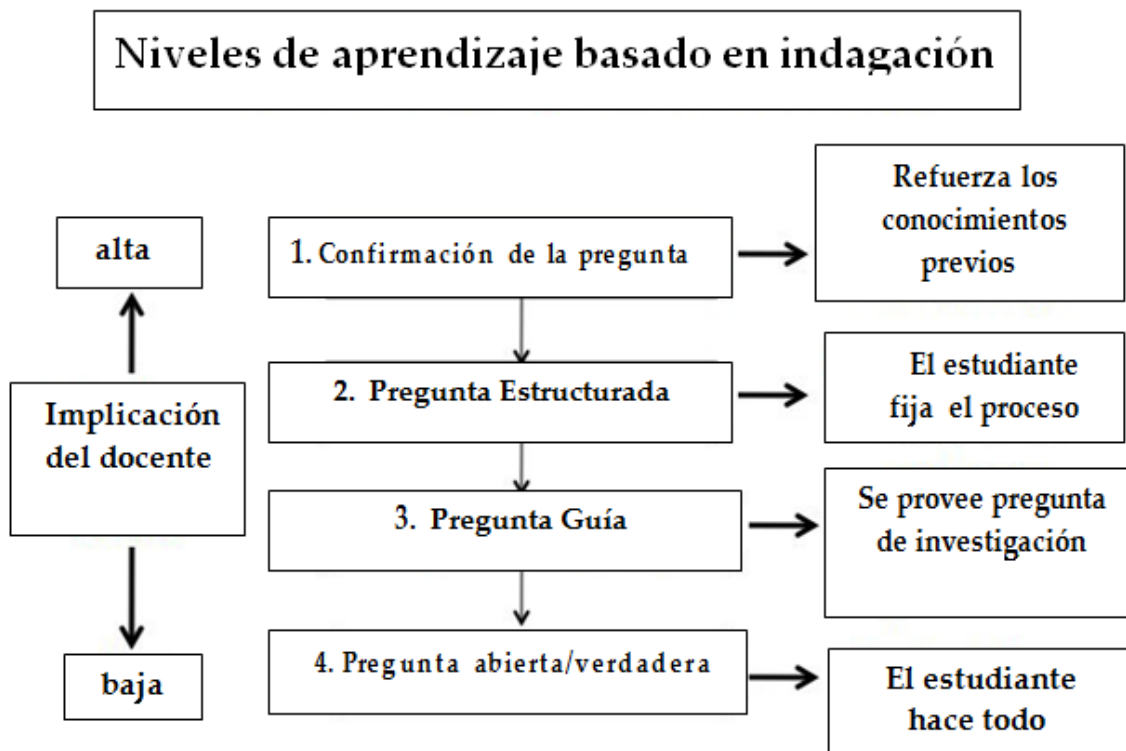 Niveles de aprendizaje basado en indagación
alta
Implicación
del docente
baja
1. Confirmación de la pregunta
Refuerza los
conocimientos
previos
2. Pregunta Estructurada
El estudiante
fija el proceso
3. Pregunta Guía
Se provee pregunta
de investigación
4. Pregunta abierta/verdadera
El estudiante
hace todo